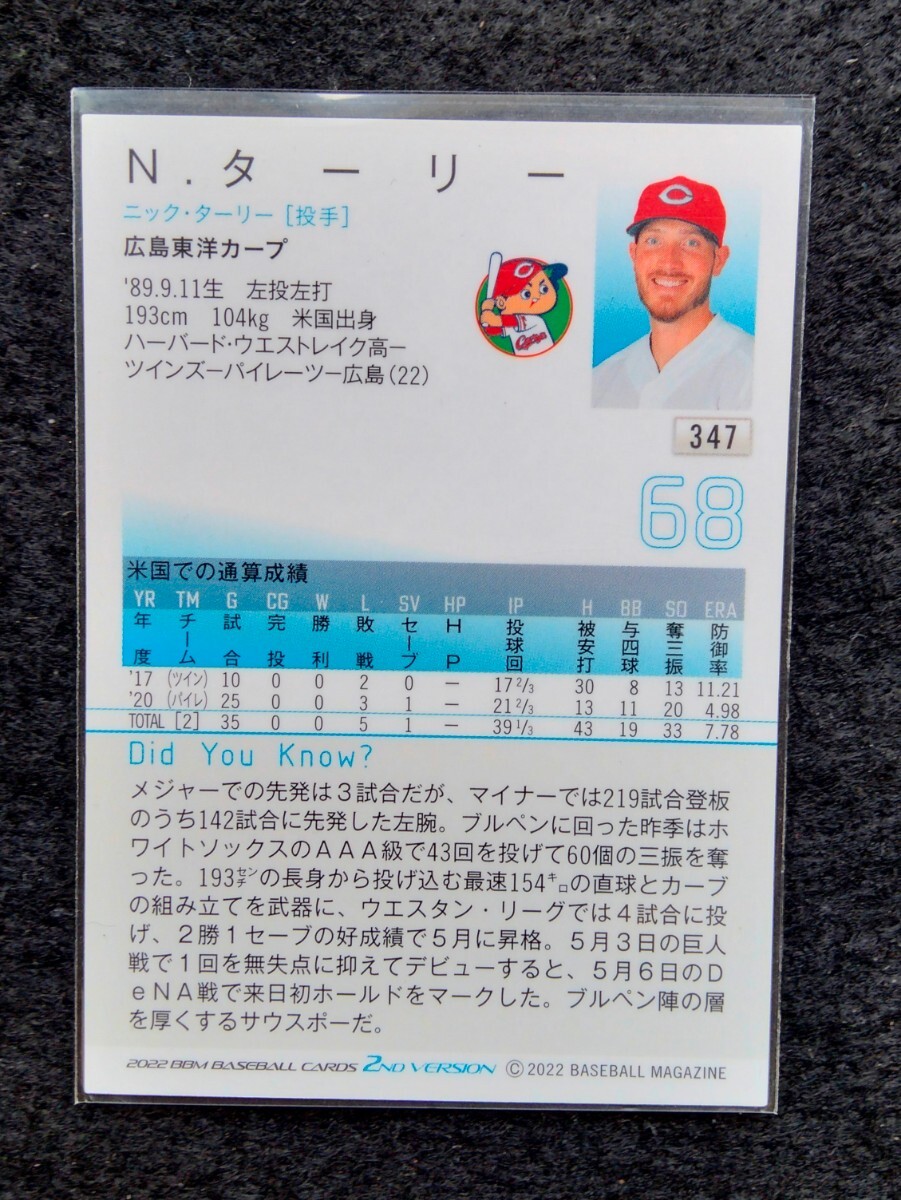 N.ターリー
ニック・ターリー［投手］
広島東洋カープ
'89.9.11生　左投左打
193cm　104kg　米国出身
ハーバード・ウエストレイク高ー
ツインズーパイレーツー広島(22)
C
Carp
C
347
68
米国での通算成績
YR TM G CG W L SV HP IP H BB SO ERA
年度 チーム 試合 完投 勝利 敗戦 セーブ HP 投球回 被安打 与四球 奪三振 防御率
'17 (ツイン) 10 0 0 2 0 ― 17 2/3 30 8 13 11.21
'20 (パイレ) 25 0 0 3 1 ― 21 2/3 13 11 20 4.98
TOTAL [2] 35 0 0 5 1 ― 39 1/3 43 19 33 7.78
Did You Know?
メジャーでの先発は３試合だが、マイナーでは219試合登板
のうち142試合に先発した左腕。ブルペンに回った昨季はホ
ワイトソックスのＡＡＡ級で43回を投げて60個の三振を奪
った。193㌢の長身から投げ込む最速154㌔の直球とカーブ
の組み立てを武器に、ウエスタン・リーグでは４試合に投
げ、２勝１セーブの好成績で５月に昇格。５月３日の巨人
戦で１回を無失点に抑えてデビューすると、５月６日のＤ
ｅＮＡ戦で来日初ホールドをマークした。ブルペン陣の層
を厚くするサウスポーだ。
2022 BBM BASEBALL CARDS 2ND VERSION ©2022 BASEBALL MAGAZINE